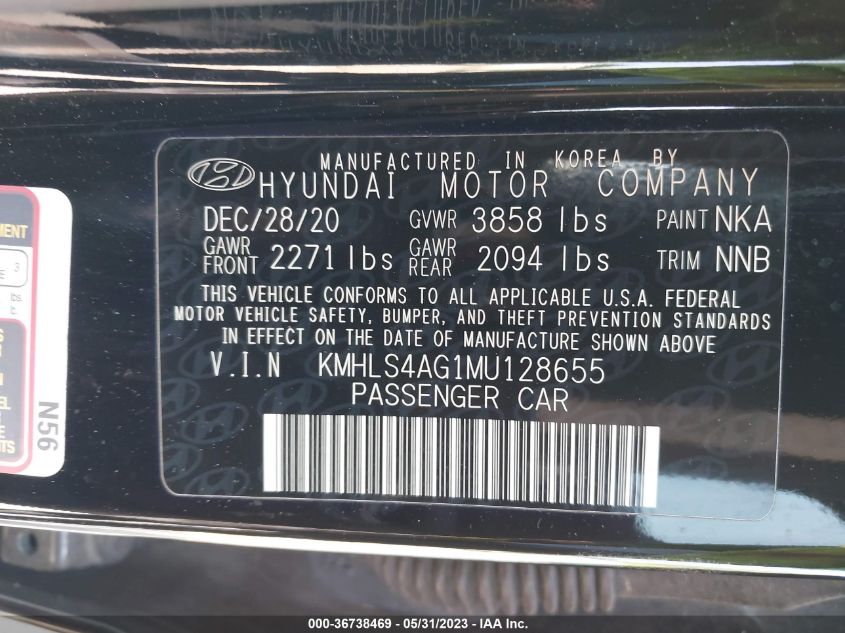 MANUFACTURED IN KOREA BY
HYUNDAI MOTOR COMPANY
DEC/28/20 GVWR 3858 lbs PAINT NKA
GAWR FRONT 2271 lbs GAWR REAR 2094 lbs TRIM NNB
THIS VEHICLE CONFORMS TO ALL APPLICABLE U.S.A. FEDERAL
MOTOR VEHICLE SAFETY, BUMPER, AND THEFT PREVENTION STANDARDS
IN EFFECT ON THE DATE OF MANUFACTURE SHOWN ABOVE
V.I.N KMHLS4AG1MU128655
PASSENGER CAR
MENT
3
lbs.
N56
000-36738469 - 05/31/2023 - IAA Inc.